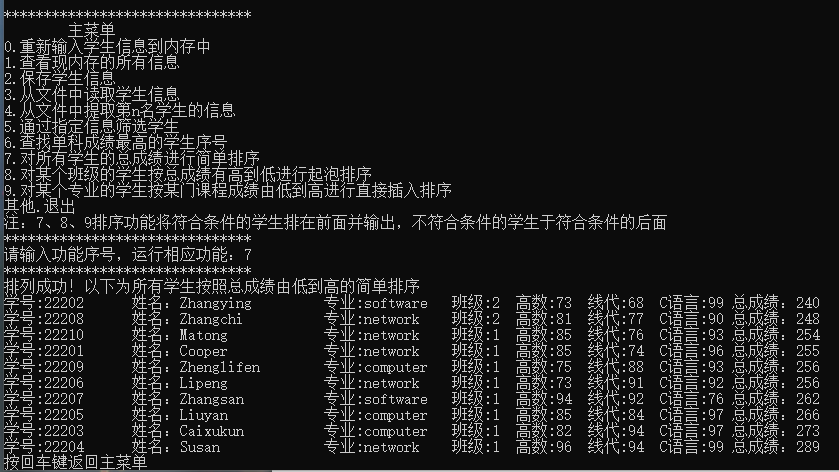 *******************************
主菜单
0.重新输入学生信息到内存中
1.查看现内存的所有信息
2.保存学生信息
3.从文件中读取学生信息
4.从文件中提取第n名学生的信息
5.通过指定信息筛选学生
6.查找单科成绩最高的学生序号
7.对所有学生的总成绩进行简单排序
8.对某个班级的学生按总成绩有高到低进行起泡排序
9.对某个专业的学生按某门课程成绩由低到高进行直接插入排序
其他.退出
注：7、8、9排序功能将符合条件的学生排在前面并输出，不符合条件的学生于符合条件的后面
*******************************
请输入功能序号，运行相应功能：7
*******************************
排列成功！以下为所有学生按照总成绩由低到高的简单排序
学号:22202 姓名：Zhangying 专业:software 班级:2 高数:73 线代:68 C语言:99 总成绩：240
学号:22208 姓名：Zhangchi 专业:network 班级:2 高数:81 线代:77 C语言:90 总成绩：248
学号:22210 姓名：Matong 专业:network 班级:1 高数:85 线代:76 C语言:93 总成绩：254
学号:22201 姓名：Cooper 专业:network 班级:1 高数:85 线代:74 C语言:96 总成绩：255
学号:22209 姓名：Zhenglifen 专业:computer 班级:1 高数:75 线代:88 C语言:93 总成绩：256
学号:22206 姓名：Lipeng 专业:network 班级:1 高数:73 线代:91 C语言:92 总成绩：256
学号:22207 姓名：Zhangsan 专业:software 班级:1 高数:94 线代:92 C语言:76 总成绩：262
学号:22205 姓名：Liuyan 专业:computer 班级:1 高数:85 线代:84 C语言:97 总成绩：266
学号:22203 姓名：Caixukun 专业:computer 班级:1 高数:82 线代:94 C语言:97 总成绩：273
学号:22204 姓名：Susan 专业:network 班级:1 高数:96 线代:94 C语言:99 总成绩：289
按回车键返回主菜单